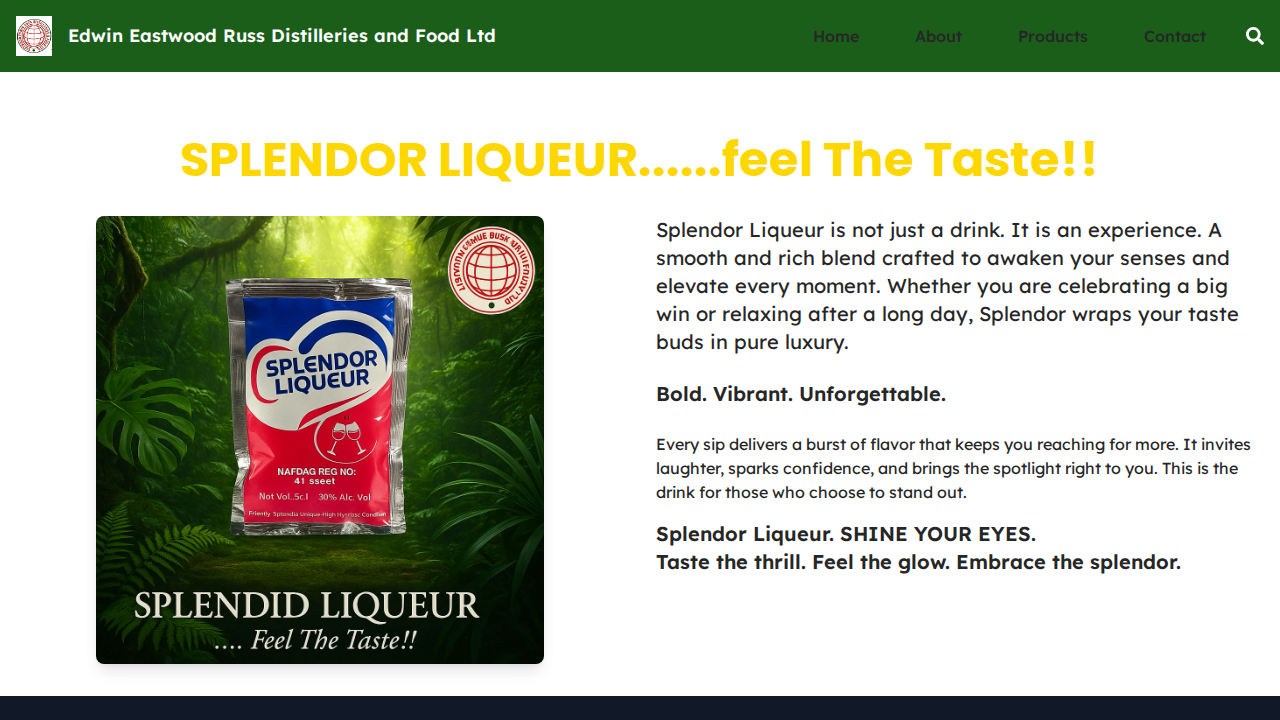 Edwin Eastwood Russ Distilleries and Food Ltd
Home
About
Products
Contact
SPLENDOR LIQUEUR......feel The Taste!!
SPLENDOR
LIQUEUR
NAFDAG REG NO:
41 sseet
Not Vol..5c.l 30% Alc. Vol
SPLENDID LIQUEUR
.... Feel The Taste!!
Splendor Liqueur is not just a drink. It is an experience. A
smooth and rich blend crafted to awaken your senses and
elevate every moment. Whether you are celebrating a big
win or relaxing after a long day, Splendor wraps your taste
buds in pure luxury.
Bold. Vibrant. Unforgettable.
Every sip delivers a burst of flavor that keeps you reaching for more. It invites
laughter, sparks confidence, and brings the spotlight right to you. This is the
drink for those who choose to stand out.
Splendor Liqueur. SHINE YOUR EYES.
Taste the thrill. Feel the glow. Embrace the splendor.